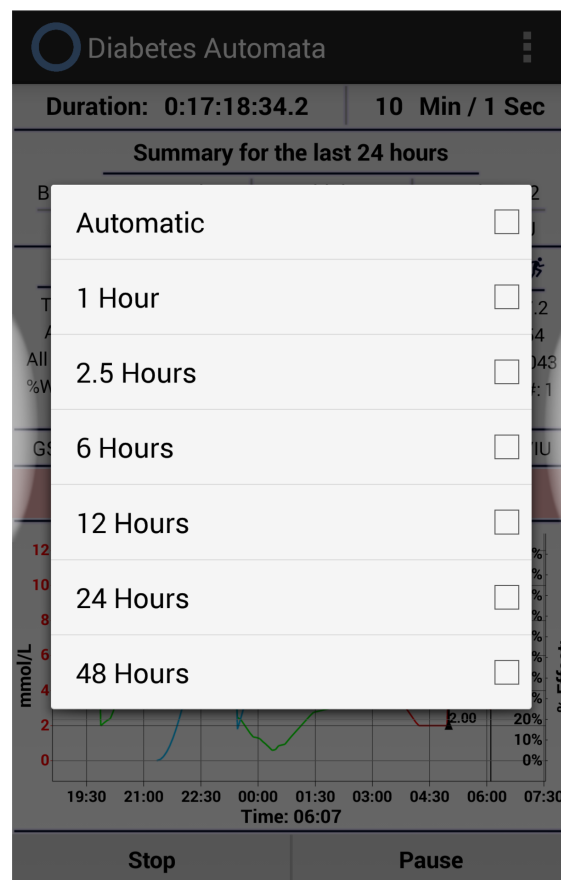 Diabetes Automata
Duration: 0:17:18:34.2 10 Min / 1 Sec
Summary for the last 24 hours
Automatic
1 Hour
2.5 Hours
6 Hours
12 Hours
24 Hours
48 Hours
All
#: 1
12
10
8
6
4
2
0
mmol/L
2.00
20%
10%
0%
19:30 21:00 22:30 00:00 01:30 03:00 04:30 06:00 07:30
Time: 06:07
Stop Pause